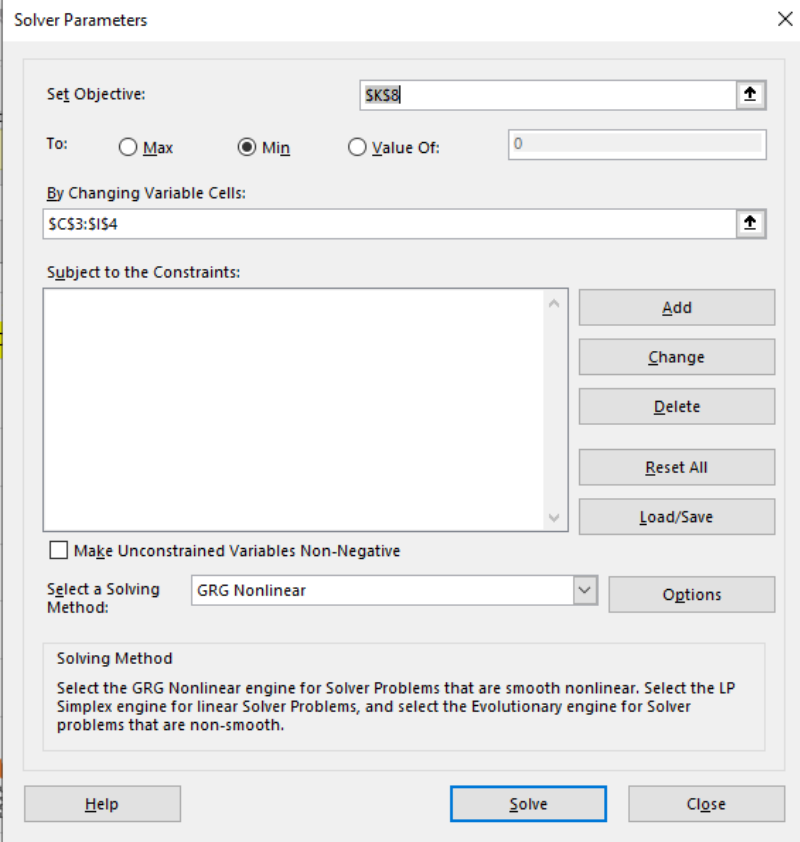 Solver Parameters
Set Objective:
$K$8
To:
Max
Min
Value Of:
0
By Changing Variable Cells:
$C$3:$I$4
Subject to the Constraints:
Add
Change
Delete
Reset All
Load/Save
Make Unconstrained Variables Non-Negative
Select a Solving
Method:
GRG Nonlinear
Options
Solving Method
Select the GRG Nonlinear engine for Solver Problems that are smooth nonlinear. Select the LP
Simplex engine for linear Solver Problems, and select the Evolutionary engine for Solver
problems that are non-smooth.
Help
Solve
Close